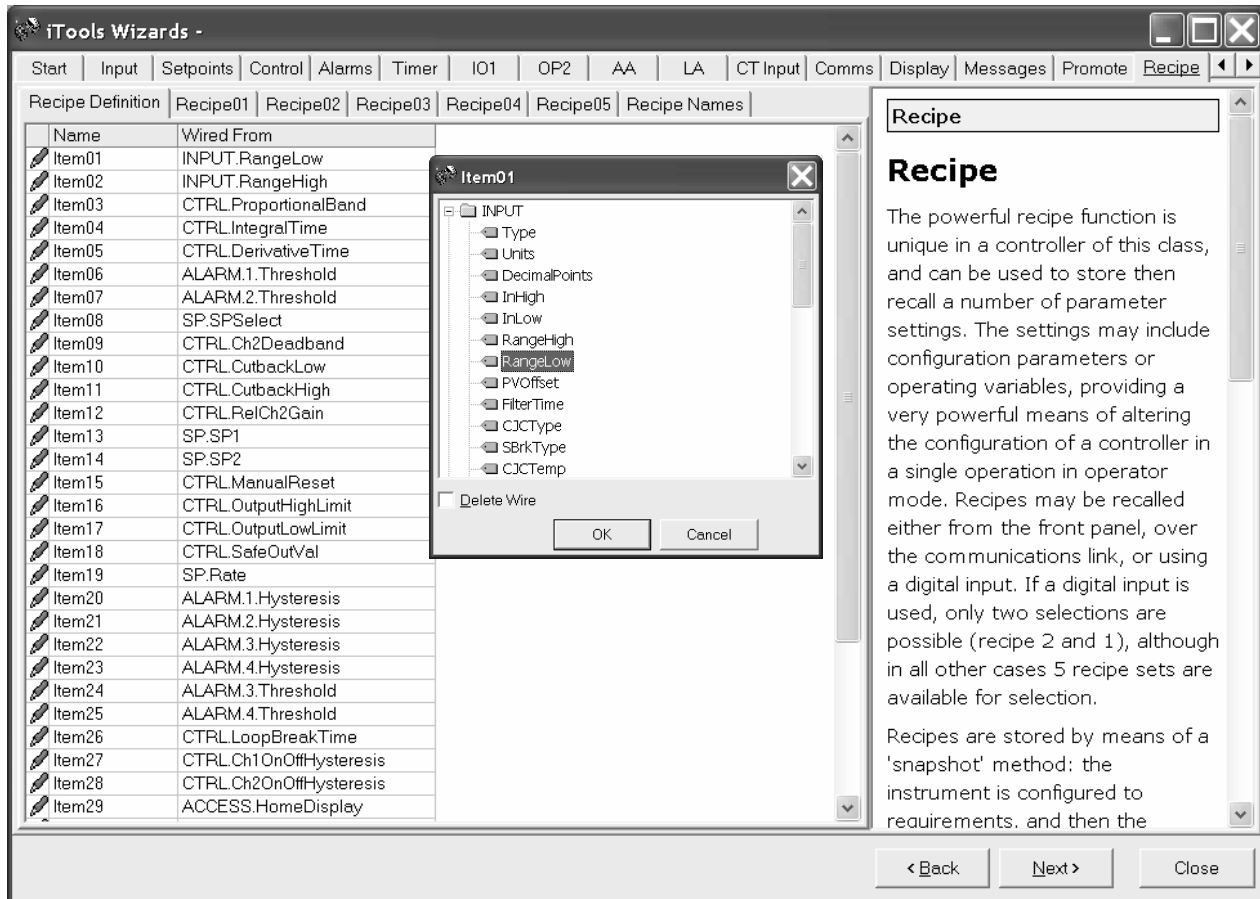 iTools Wizards -
Start Input Setpoints Control Alarms Timer IO1 OP2 AA LA CT Input Comms Display Messages Promote Recipe
Recipe Definition Recipe01 Recipe02 Recipe03 Recipe04 Recipe05 Recipe Names
Name Wired From
Item01 INPUT.RangeLow
Item02 INPUT.RangeHigh
Item03 CTRL.ProportionalBand
Item04 CTRL.IntegralTime
Item05 CTRL.DerivativeTime
Item06 ALARM.1.Threshold
Item07 ALARM.2.Threshold
Item08 SP.SPSelect
Item09 CTRL.Ch2Deadband
Item10 CTRL.CutbackLow
Item11 CTRL.CutbackHigh
Item12 CTRL.RelCh2Gain
Item13 SP.SP1
Item14 SP.SP2
Item15 CTRL.ManualReset
Item16 CTRL.OutputHighLimit
Item17 CTRL.OutputLowLimit
Item18 CTRL.SafeOutVal
Item19 SP.Rate
Item20 ALARM.1.Hysteresis
Item21 ALARM.2.Hysteresis
Item22 ALARM.3.Hysteresis
Item23 ALARM.4.Hysteresis
Item24 ALARM.3.Threshold
Item25 ALARM.4.Threshold
Item26 CTRL.LoopBreakTime
Item27 CTRL.Ch1OnOffHysteresis
Item28 CTRL.Ch2OnOffHysteresis
Item29 ACCESS.HomeDisplay
Item01
INPUT
Type
Units
DecimalPoints
InHigh
InLow
RangeHigh
RangeLow
PVOffset
FilterTime
CJCType
SBrkType
CJCTemp
Delete Wire
OK Cancel
Recipe
Recipe
The powerful recipe function is
unique in a controller of this class,
and can be used to store then
recall a number of parameter
settings. The settings may include
configuration parameters or
operating variables, providing a
very powerful means of altering
the configuration of a controller in
a single operation in operator
mode. Recipes may be recalled
either from the front panel, over
the communications link, or using
a digital input. If a digital input is
used, only two selections are
possible (recipe 2 and 1), although
in all other cases 5 recipe sets are
available for selection.
Recipes are stored by means of a
'snapshot' method: the
instrument is configured to
requirements, and then the
< Back Next > Close